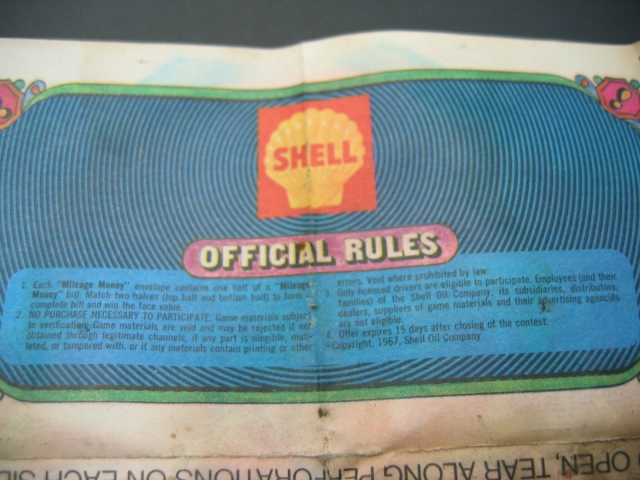 SHELL
OFFICIAL RULES
1. Each "Mileage Money" envelope contains one half of a "Mileage
Money" bill. Match two halves (top half and bottom half) to form
complete bill and win the face value.
2. NO PURCHASE NECESSARY TO PARTICIPATE. Game materials subject
to verification. Game materials are void and may be rejected if not
obtained through legitimate channels, if any part is illegible, muti-
lated, or tampered with, or if any materials contain printing or other
errors. Void where prohibited by law.
3. Only licensed drivers are eligible to participate. Employees (and their
families) of the Shell Oil Company, its subsidiaries, distributors,
dealers, suppliers of game materials and their advertising agencies
are not eligible.
4. Offer expires 15 days after closing of the contest.
Copyright, 1967, Shell Oil Company
OPEN, TEAR ALONG PERFORATIONS ON EACH